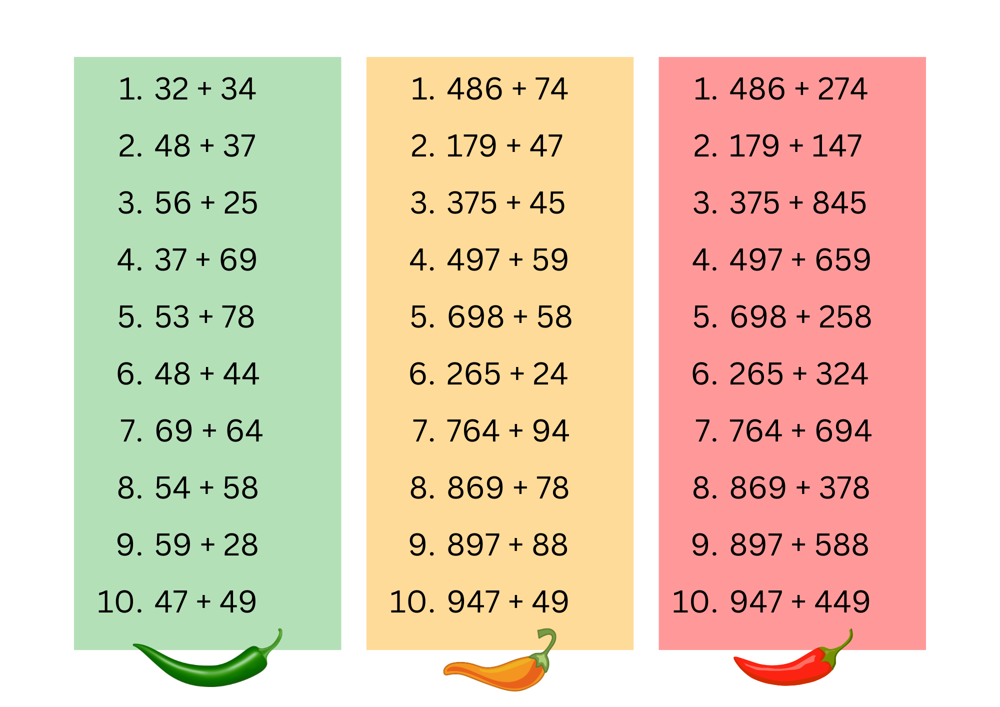 1. 32 + 34
2. 48 + 37
3. 56 + 25
4. 37 + 69
5. 53 + 78
6. 48 + 44
7. 69 + 64
8. 54 + 58
9. 59 + 28
10. 47 + 49
1. 486 + 74
2. 179 + 47
3. 375 + 45
4. 497 + 59
5. 698 + 58
6. 265 + 24
7. 764 + 94
8. 869 + 78
9. 897 + 88
10. 947 + 49
1. 486 + 274
2. 179 + 147
3. 375 + 845
4. 497 + 659
5. 698 + 258
6. 265 + 324
7. 764 + 694
8. 869 + 378
9. 897 + 588
10. 947 + 449